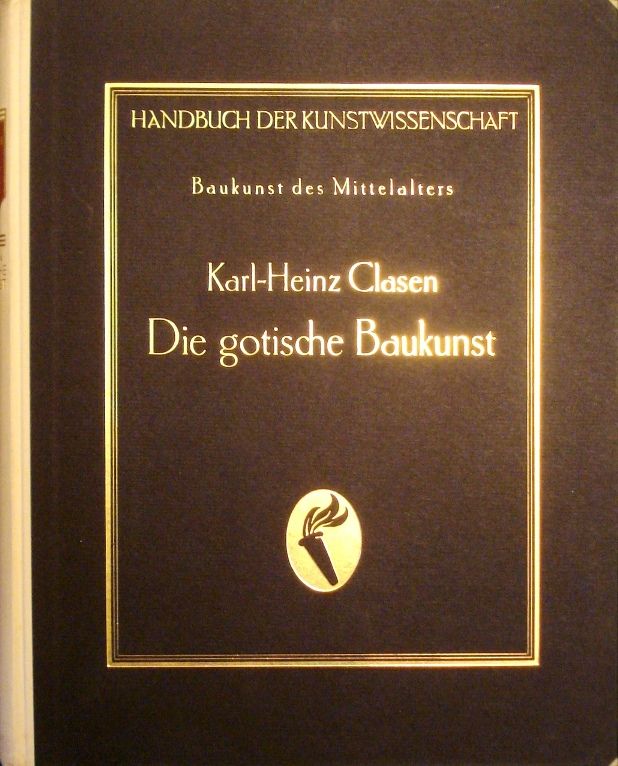 HANDBUCH DER KUNSTWISSENSCHAFT
Baukunst des Mittelalters
Karl-Heinz Clasen
Die gotische Baukunst